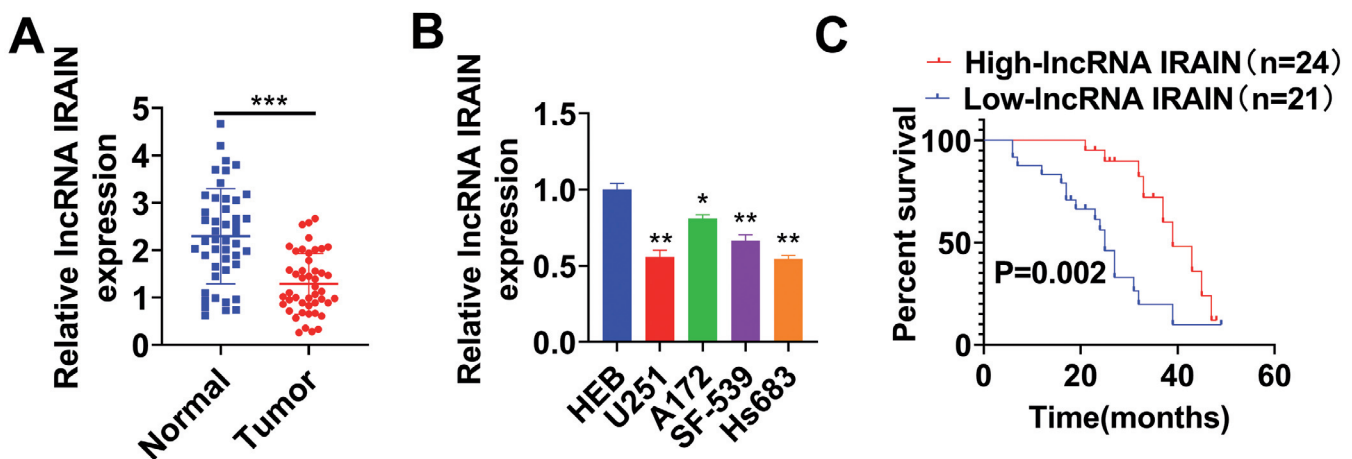 A
Relative lncRNA IRAIN
expression
***
5
4
3
2
1
0
Normal
Tumor
B
Relative lncRNA IRAIN
expression
1.5
1.0
0.5
0.0
**
*
**
**
HEB
U251
A172
SF-539
Hs683
C
High-lncRNA IRAIN（n=24）
Low-lncRNA IRAIN（n=21）
Percent survival
100
50
0
P=0.002
0
20
40
60
Time(months)